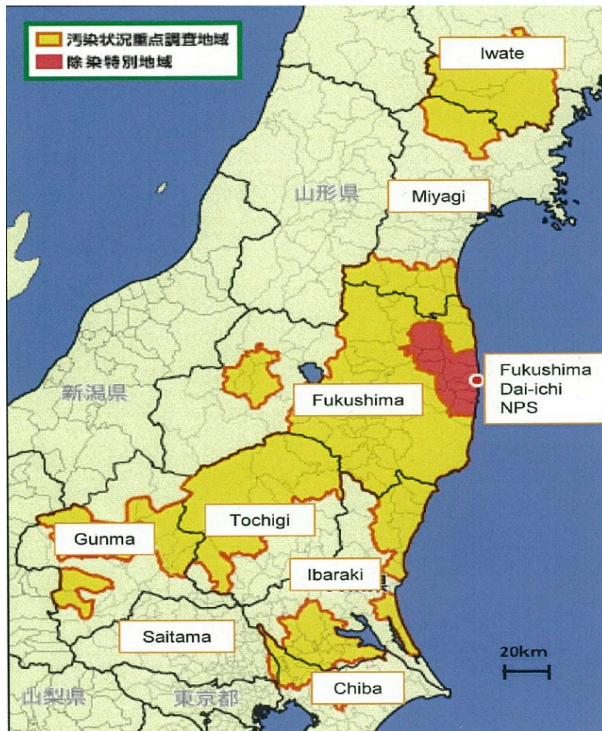 汚染状況重点調査地域
除染特別地域
Iwate
山形県
Miyagi
新潟県
Fukushima
Fukushima
Dai-ichi
NPS
Gunma
Tochigi
Ibaraki
Saitama
20km
山梨県
東京都
Chiba